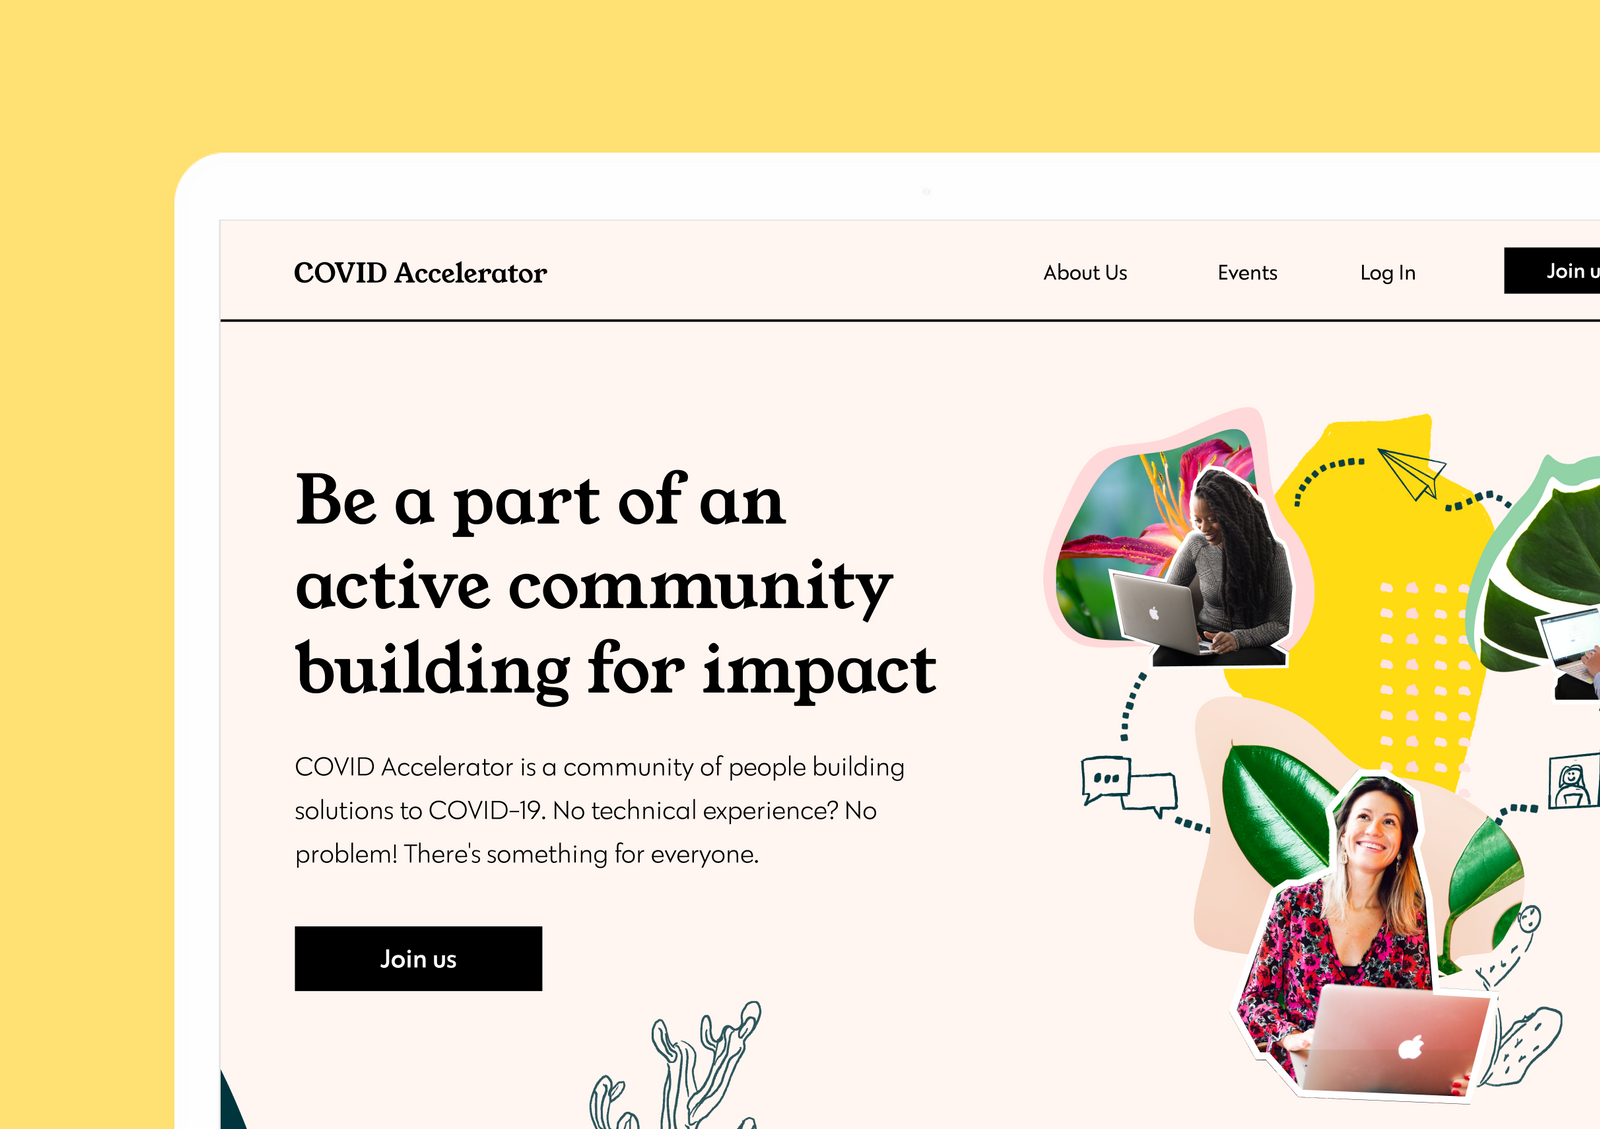 COVID Accelerator
About Us
Events
Log In
Join u
Be a part of an
active community
building for impact
COVID Accelerator is a community of people building
solutions to COVID-19. No technical experience? No
problem! There's something for everyone.
Join us